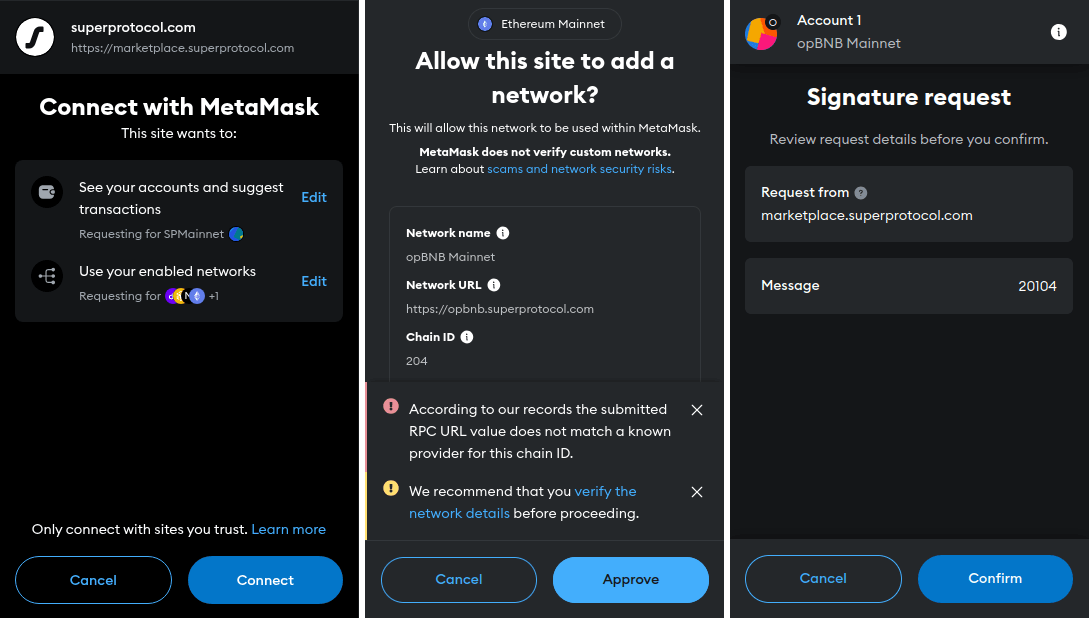 superprotocol.com
https://marketplace.superprotocol.com
Connect with MetaMask
This site wants to:
See your accounts and suggest
transactions
Edit
Requesting for SPMainnet
Use your enabled networks
Edit
Requesting for
+1
Only connect with sites you trust. Learn more
Cancel
Connect
Ethereum Mainnet
Allow this site to add a
network?
This will allow this network to be used within MetaMask.
MetaMask does not verify custom networks.
Learn about scams and network security risks.
Network name
opBNB Mainnet
Network URL
https://opbnb.superprotocol.com
Chain ID
204
According to our records the submitted
RPC URL value does not match a known
provider for this chain ID.
We recommend that you verify the
network details before proceeding.
Cancel
Approve
Account 1
opBNB Mainnet
Signature request
Review request details before you confirm.
Request from
marketplace.superprotocol.com
Message
20104
Cancel
Confirm